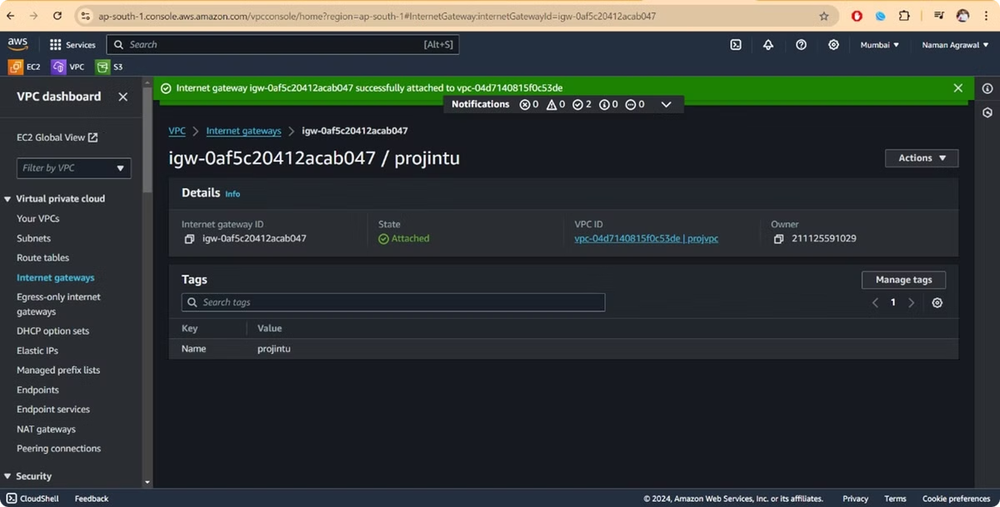 ap-south-1.console.aws.amazon.com/vpcconsole/home?region=ap-south-1#InternetGateway:internetGatewayId=igw-0af5c20412acab047
aws
Services
Search
[Alt+S]
Mumbai
Naman Agrawal
EC2
VPC
S3
VPC dashboard
EC2 Global View
Filter by VPC
Virtual private cloud
Your VPCs
Subnets
Route tables
Internet gateways
Egress-only internet
gateways
DHCP option sets
Elastic IPs
Managed prefix lists
Endpoints
Endpoint services
NAT gateways
Peering connections
Security
Internet gateway igw-0af5c20412acab047 successfully attached to vpc-04d7140815f0c53de
Notifications 0 0 2 0 0
VPC > Internet gateways > igw-0af5c20412acab047
igw-0af5c20412acab047 / projintu
Actions
Details Info
Internet gateway ID
igw-0af5c20412acab047
State
Attached
VPC ID
vpc-04d7140815f0c53de | projvpc
Owner
211125591029
Tags
Manage tags
Search tags
1
Key Value
Name projintu
CloudShell Feedback
© 2024, Amazon Web Services, Inc. or its affiliates. Privacy Terms Cookie preferences